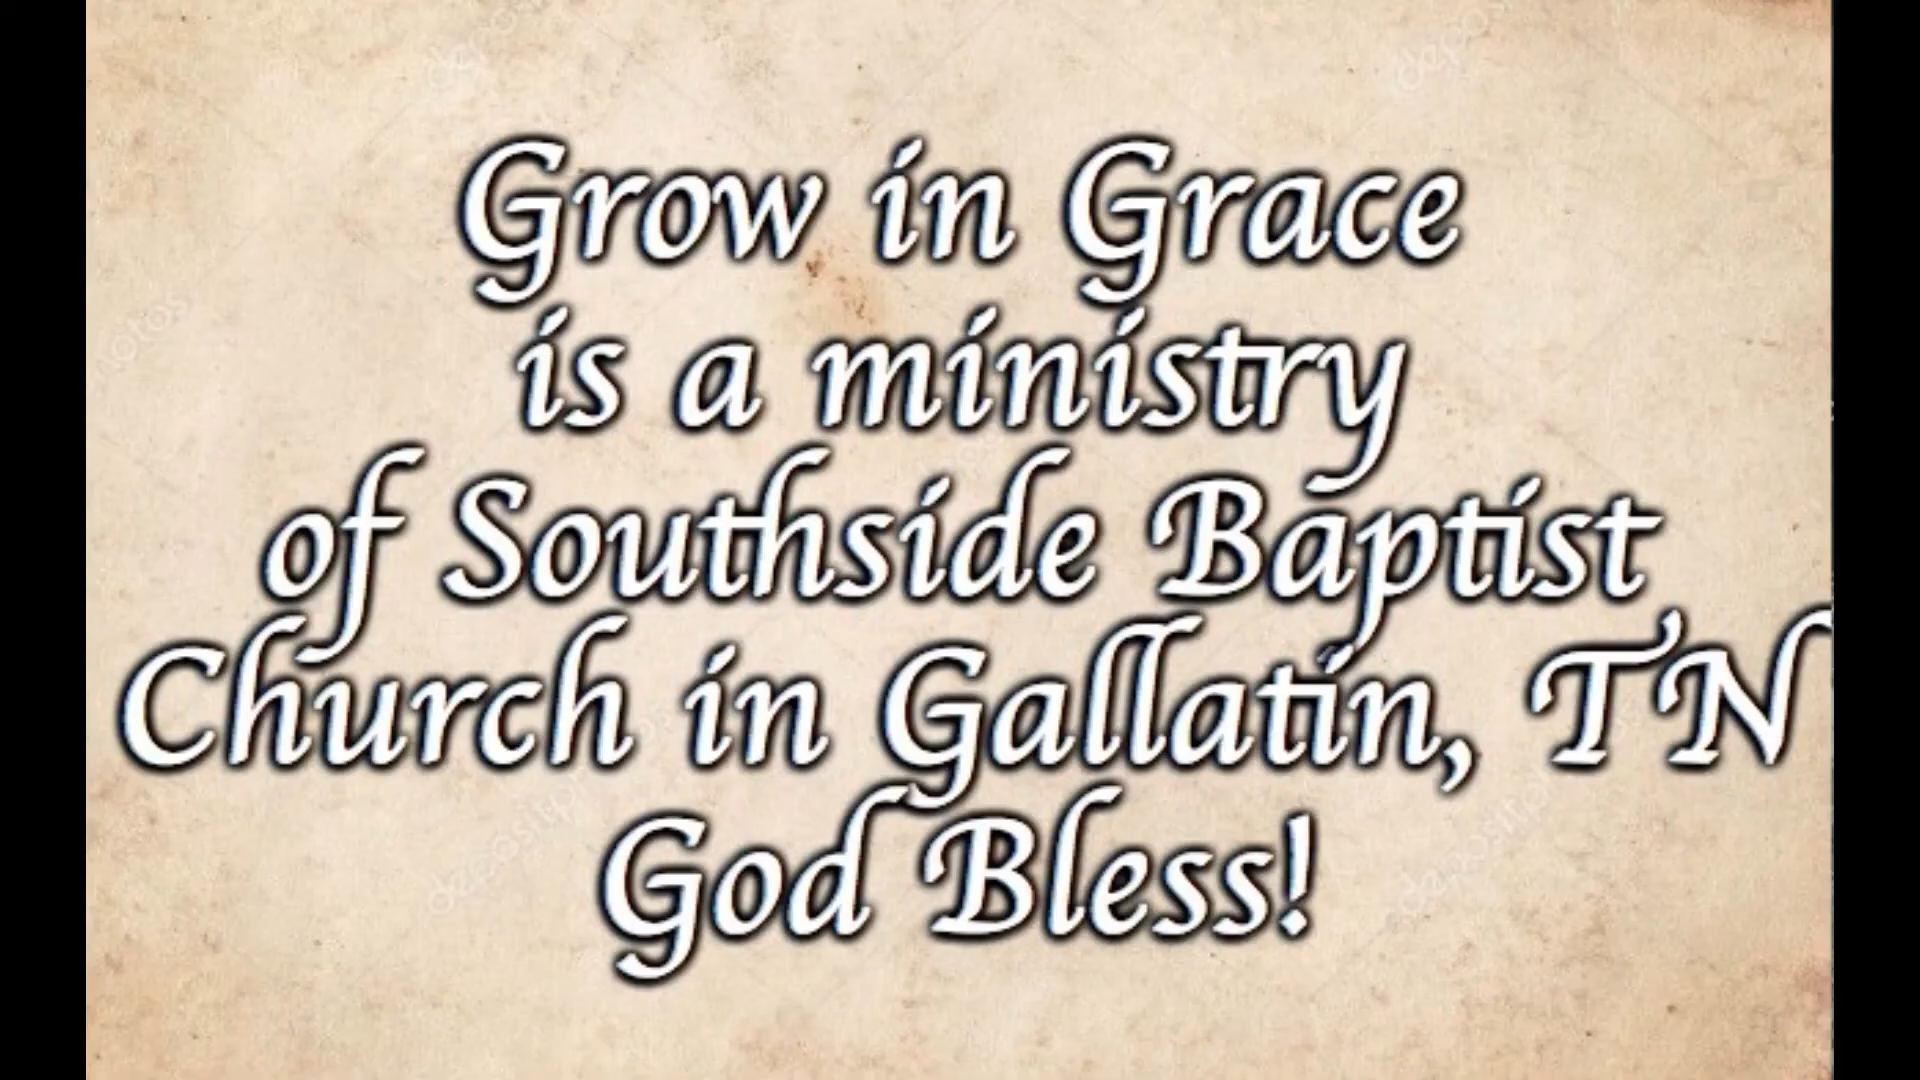 Grow in Grace
is a ministry
of Southside Baptist
Church in Gallatin, TN
God Bless!